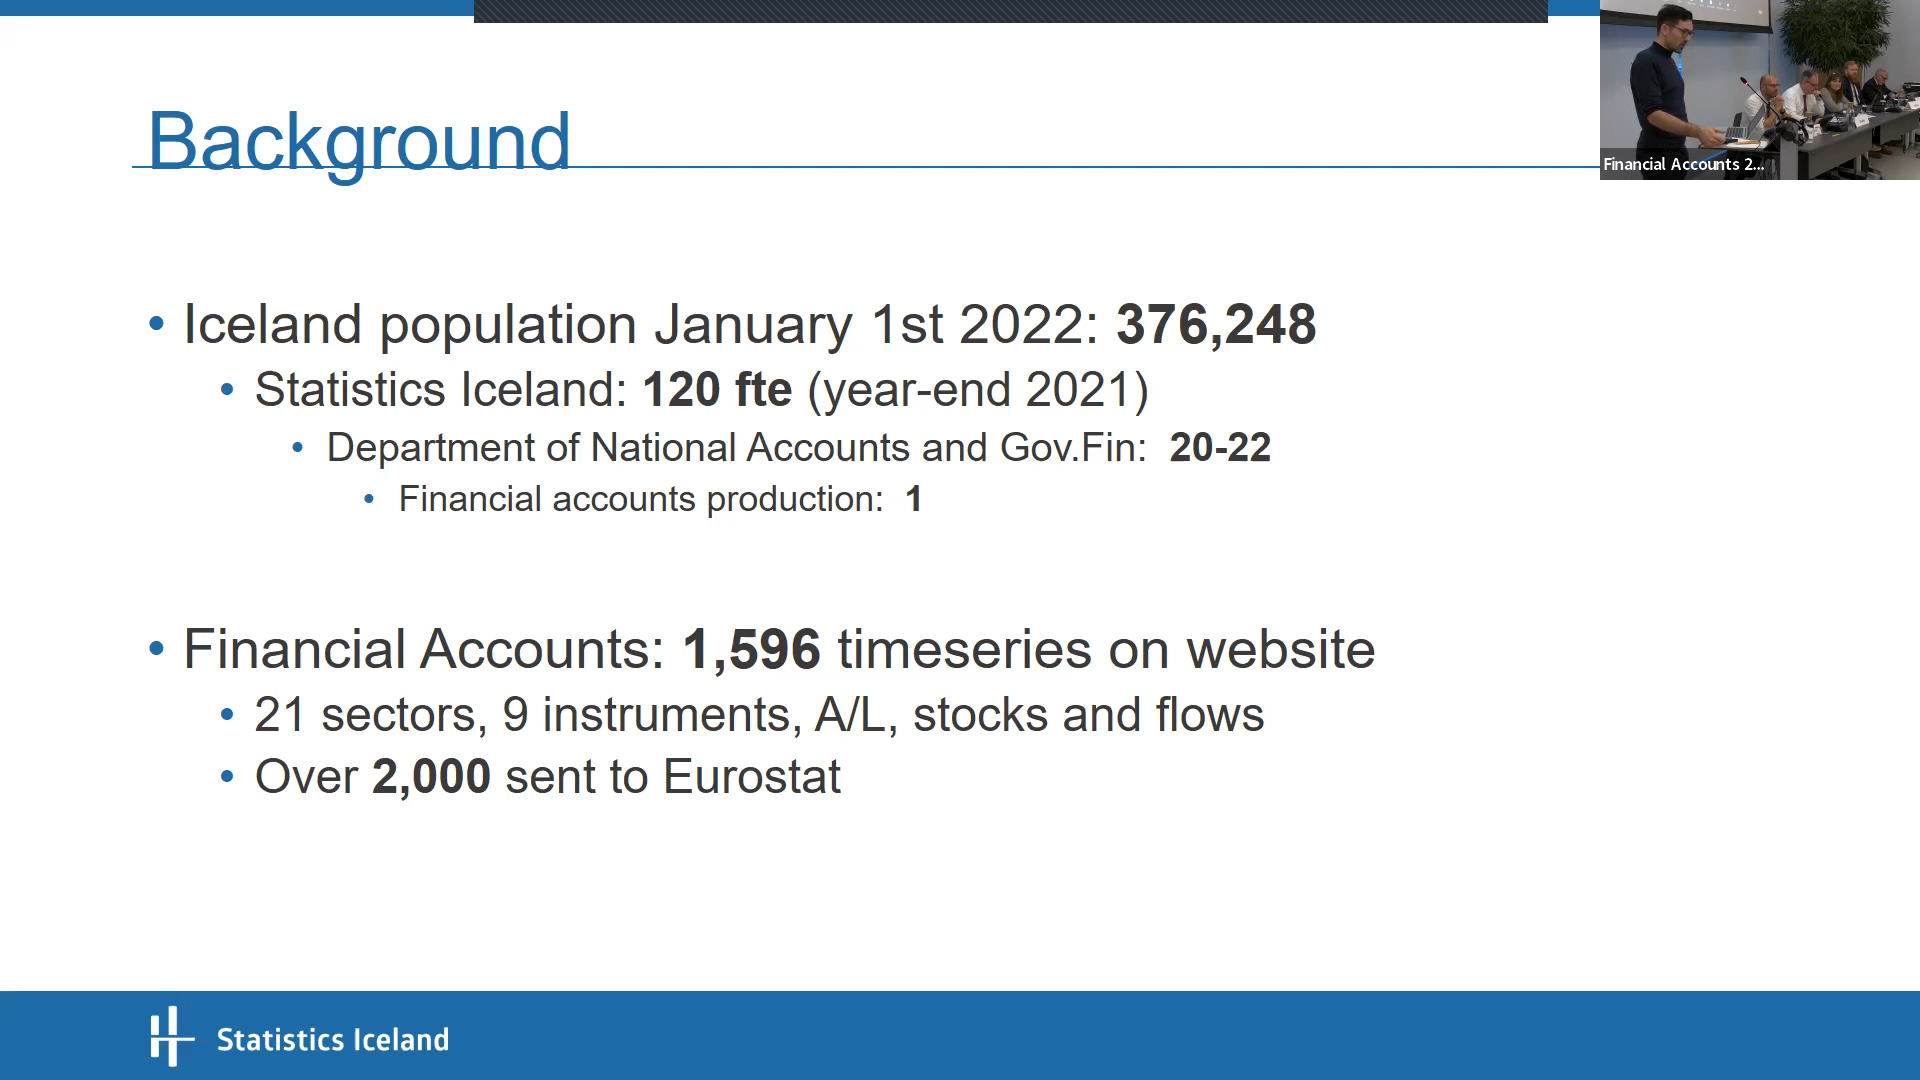 Background
Financial Accounts 2...
• Iceland population January 1st 2022: 376,248
• Statistics Iceland: 120 fte (year-end 2021)
• Department of National Accounts and Gov.Fin: 20-22
• Financial accounts production: 1
• Financial Accounts: 1,596 timeseries on website
• 21 sectors, 9 instruments, A/L, stocks and flows
• Over 2,000 sent to Eurostat
Statistics Iceland